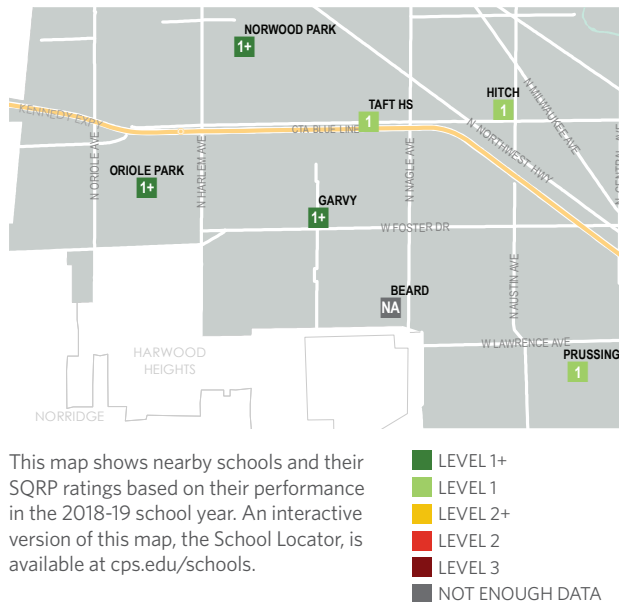 NORWOOD PARK
1+
TAFT HS
1
HITCH
1
N MILWAUKEE AVE
KENNEDY EXPY
CTA BLUE LINE
N NORTHWEST HWY
N ORIOLE AVE
N HARLEM AVE
N NAGLE AVE
N CENTRAL AVE
ORIOLE PARK
1+
GARVY
1+
W FOSTER DR
BEARD
NA
N AUSTIN AVE
W LAWRENCE AVE
PRUSSING
1
HARWOOD
HEIGHTS
NORRIDGE
This map shows nearby schools and their
SQRP ratings based on their performance
in the 2018-19 school year. An interactive
version of this map, the School Locator, is
available at cps.edu/schools.
LEVEL 1+
LEVEL 1
LEVEL 2+
LEVEL 2
LEVEL 3
NOT ENOUGH DATA